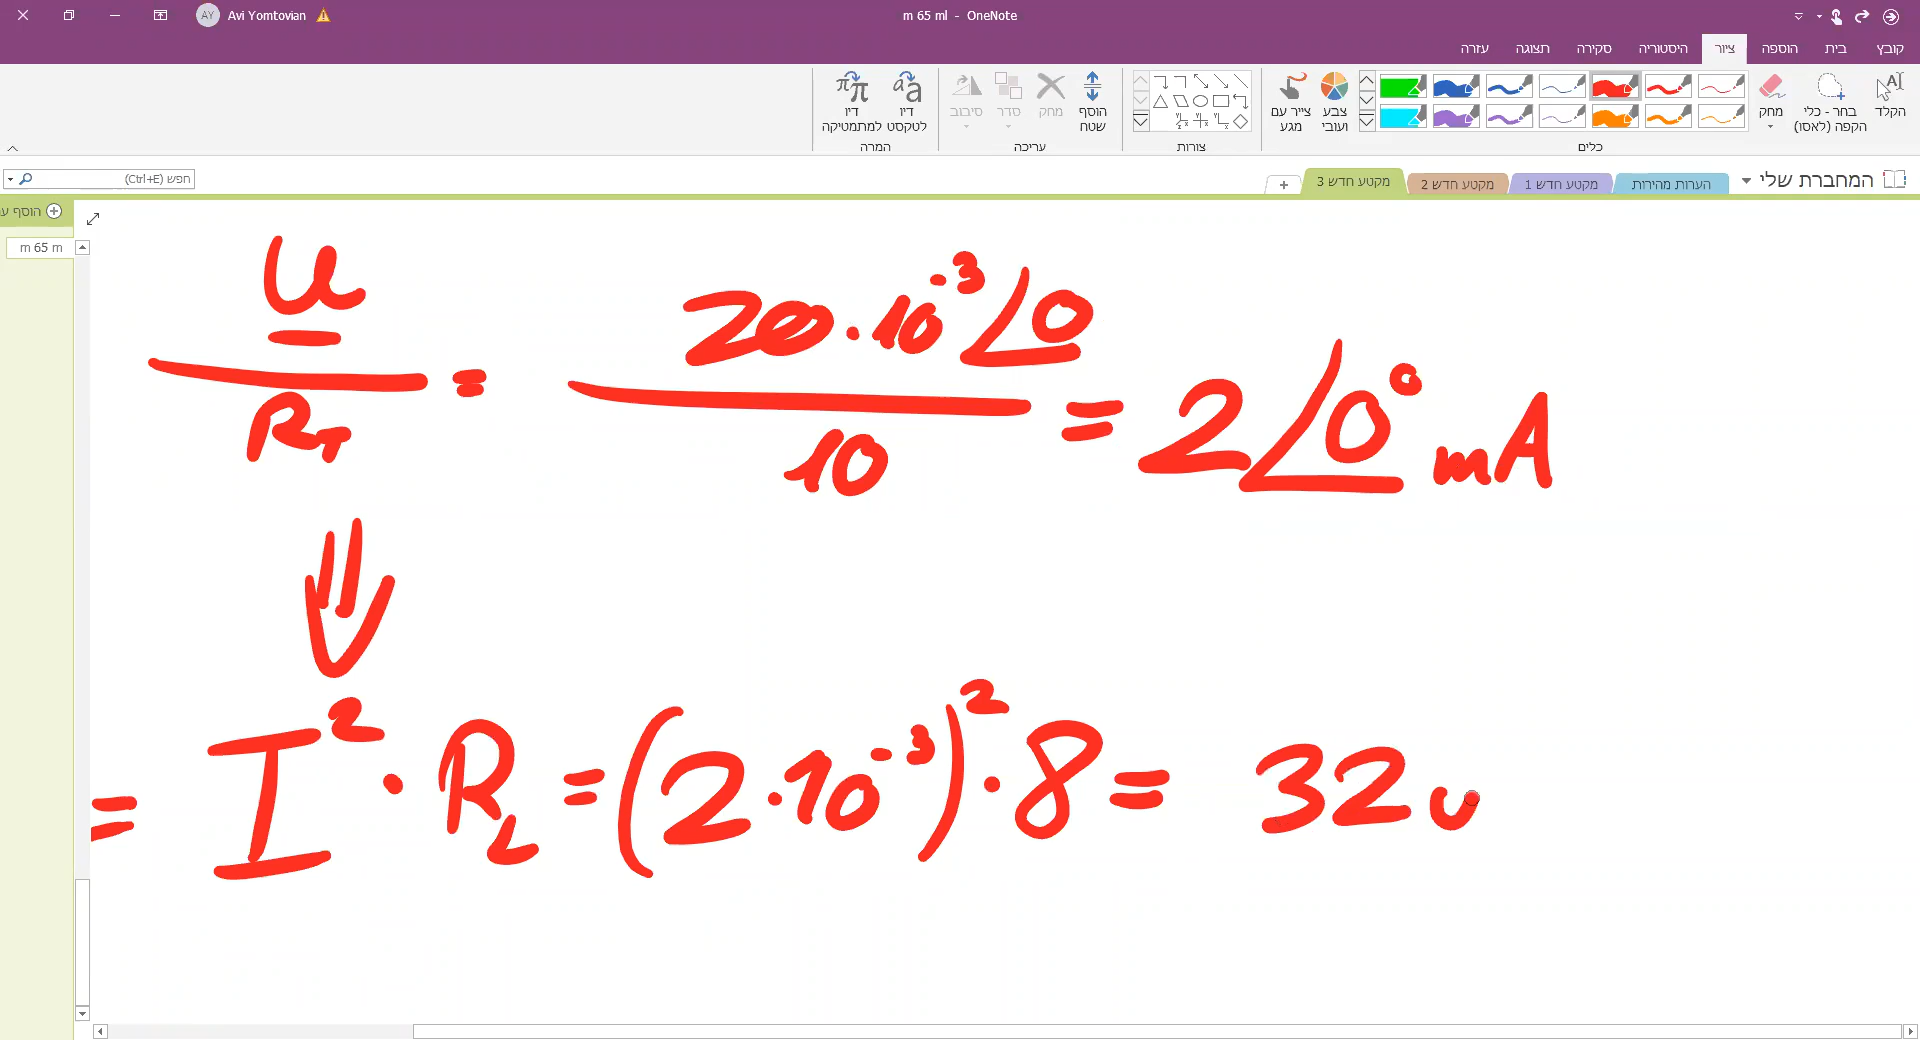 Avi Yomtovian
m 65 ml - OneNote
קובץ בית הוספה ציור היסטוריה סקירה תצוגה עזרה
הקלד
בחר - כלי הקפה (לאסו)
מחק
כלים
צבע ועובי
צייר עם מגע
צורות
הוסף שטח
מחק
סדר
סיבוב
עריכה
דיו לטקסט
דיו למתמטיקה
המרה
המחברת שלי
הערות מהירות
מקטע חדש 1
מקטע חדש 2
מקטע חדש 3
חפש (Ctrl+E)
הוסף ע
m 65 m
U / R_T = 20·10^-3∠0 / 10 = 2∠0° mA
⇓
= I^2 · R_L = (2·10^-3)^2 · 8 = 32 u